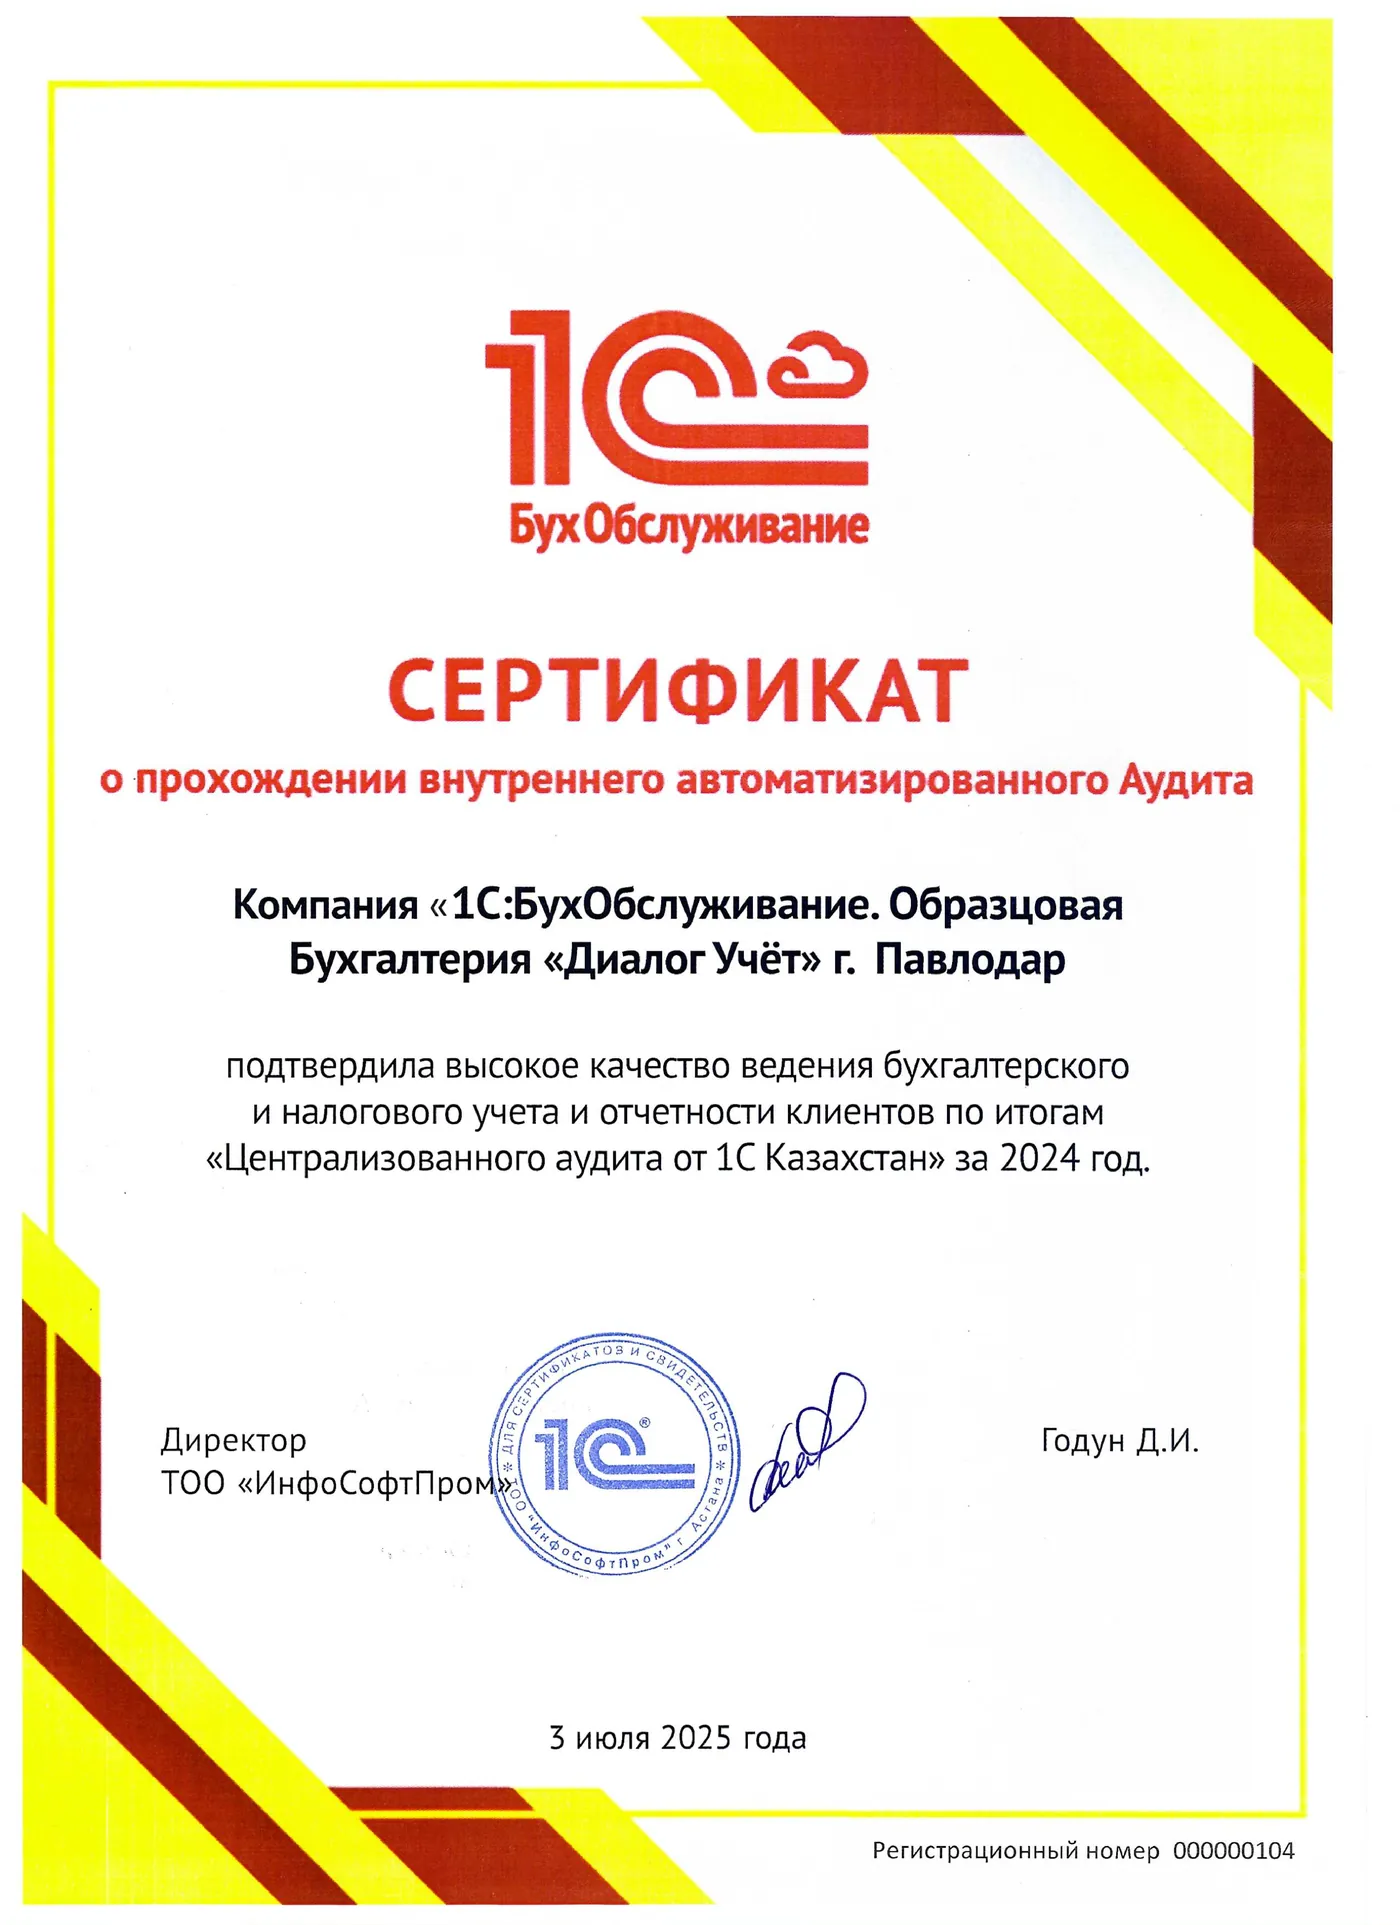 1С
БухОбслуживание
СЕРТИФИКАТ
о прохождении внутреннего автоматизированного Аудита
Компания «1С:БухОбслуживание. Образцовая
Бухгалтерия «Диалог Учёт» г. Павлодар
подтвердила высокое качество ведения бухгалтерского
и налогового учета и отчетности клиентов по итогам
«Централизованного аудита от 1С Казахстан» за 2024 год.
Директор
ТОО «ИнфоСофтПром»
* ДЛЯ СЕРТИФИКАТОВ И СВИДЕТЕЛЬСТВ *
ТОО "ИнфоСофтПром" г. Астана
1С®
Годун Д.И.
3 июля 2025 года
Регистрационный номер 000000104